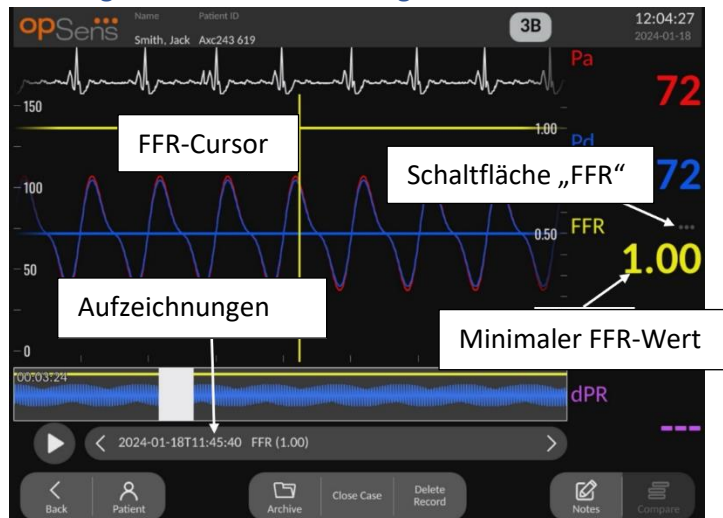 opSens
Name Patient ID
Smith, Jack Axc243 619
3B
12:04:27
2024-01-18
Pa
72
150
FFR-Cursor
1.00
Pd
72
Schaltfläche „FFR“
100
0.50
FFR
...
1.00
50
Aufzeichnungen
Minimaler FFR-Wert
0
00:03:24
dPR
---
2024-01-18T11:45:40 FFR (1.00)
Back
Patient
Archive
Close Case
Delete
Record
Notes
Compare